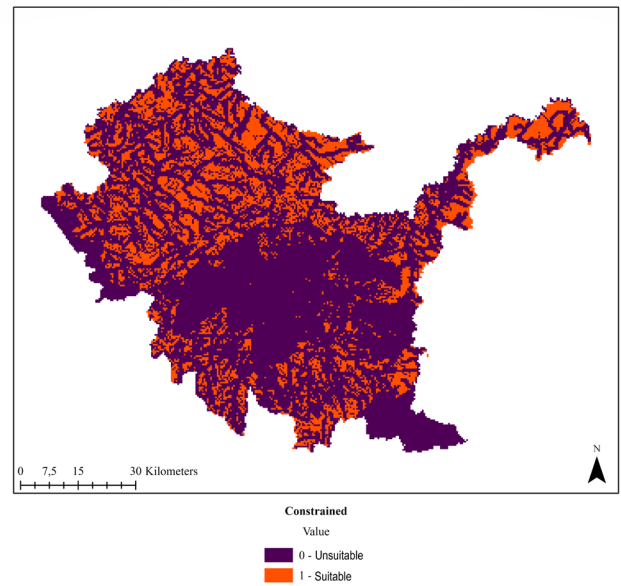 N
0 7,5 15 30 Kilometers
Constrained
Value
0 - Unsuitable
1 - Suitable